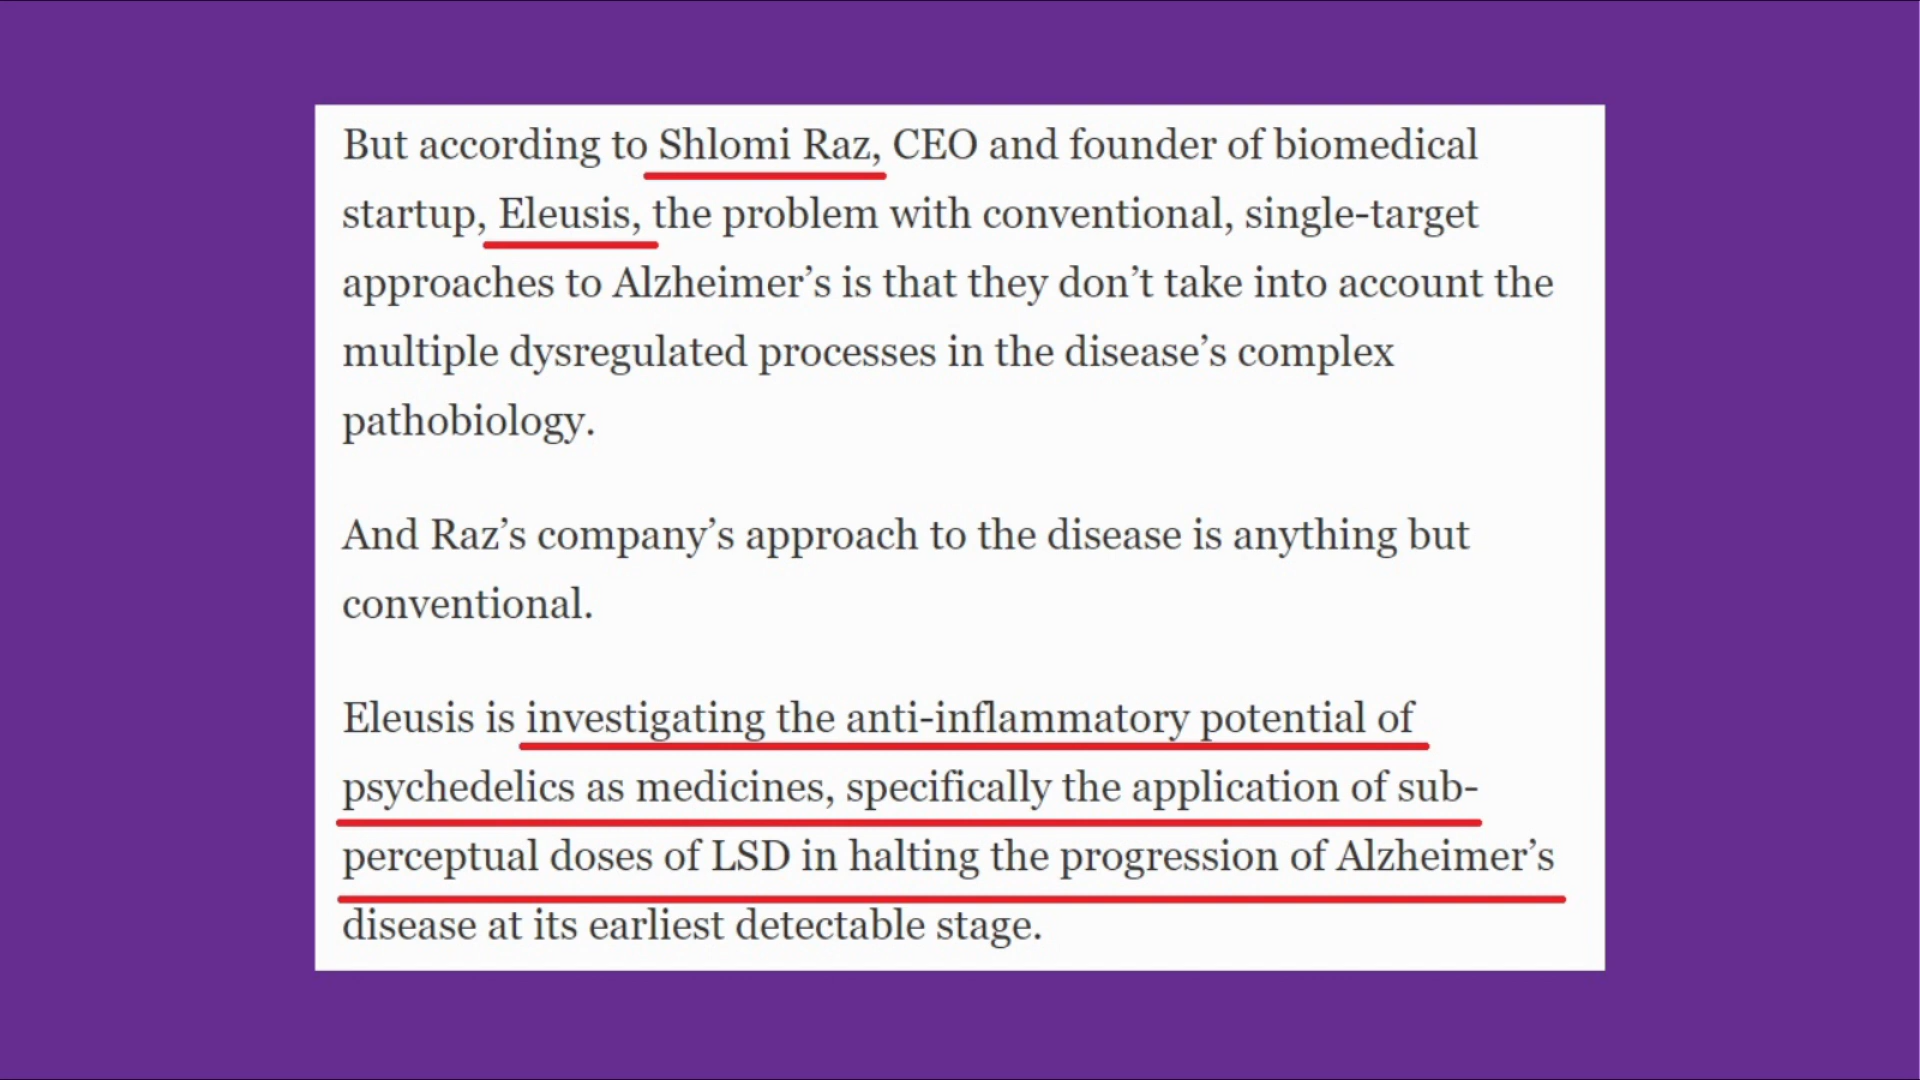 But according to Shlomi Raz, CEO and founder of biomedical
startup, Eleusis, the problem with conventional, single-target
approaches to Alzheimer’s is that they don’t take into account the
multiple dysregulated processes in the disease’s complex
pathobiology.
And Raz’s company’s approach to the disease is anything but
conventional.
Eleusis is investigating the anti-inflammatory potential of
psychedelics as medicines, specifically the application of sub-
perceptual doses of LSD in halting the progression of Alzheimer’s
disease at its earliest detectable stage.